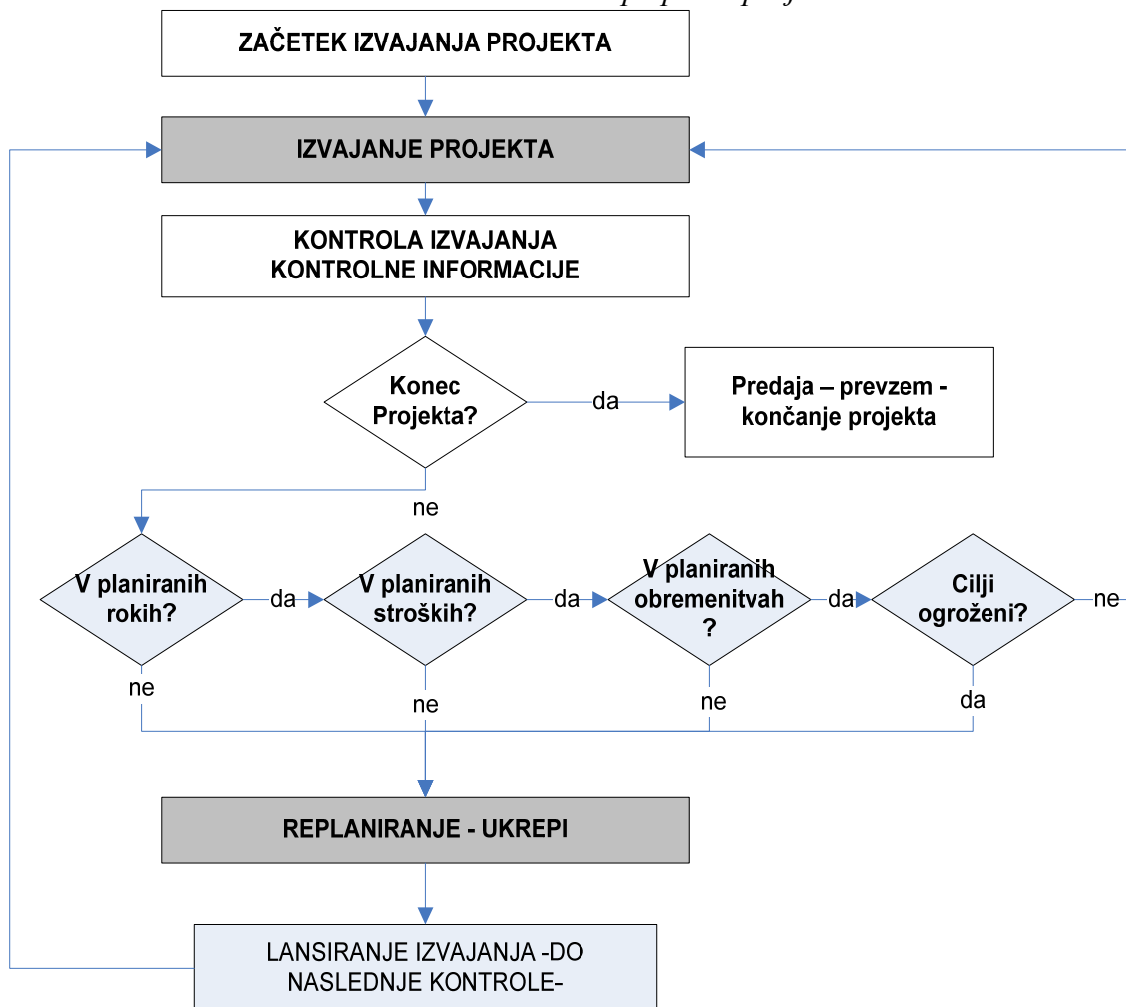 ZAČETEK IZVAJANJA PROJEKTA
IZVAJANJE PROJEKTA
KONTROLA IZVAJANJA
KONTROLNE INFORMACIJE
Konec
Projekta?
da
Predaja – prevzem -
končanje projekta
ne
V planiranih
rokih?
da
V planiranih
stroških?
da
V planiranih
obremenitvah
?
da
Cilji
ogroženi?
ne
ne
ne
ne
da
REPLANIRANJE - UKREPI
LANSIRANJE IZVAJANJA -DO
NASLEDNJE KONTROLE-